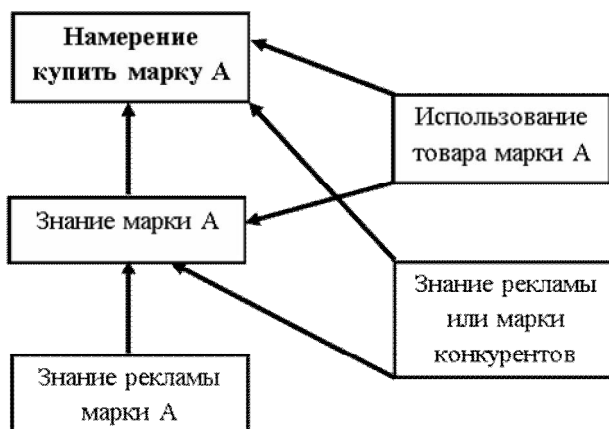 Намерение
купить марку А
Использование
товара марки А
Знание марки А
Знание рекламы
или марки
конкурентов
Знание рекламы
марки А